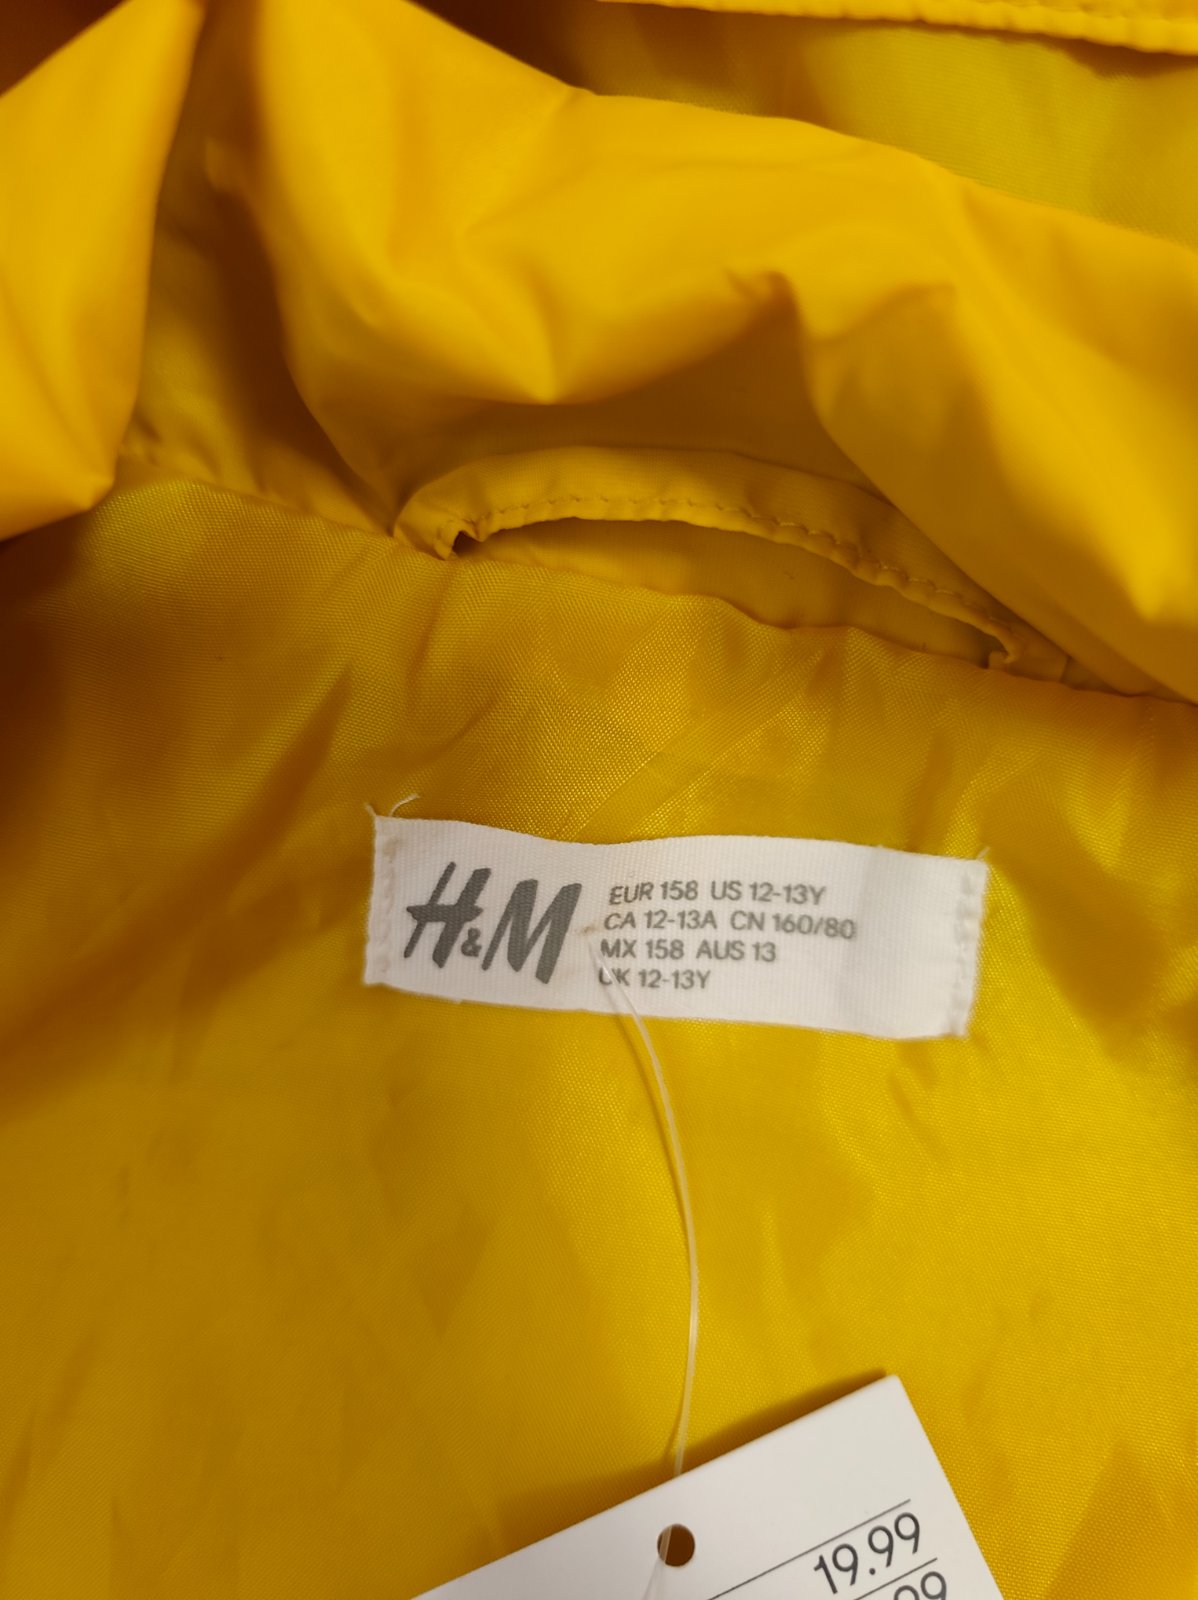 H&M
EUR 158 US 12-13Y
CA 12-13A CN 160/80
MX 158 AUS 13
UK 12-13Y
19.99